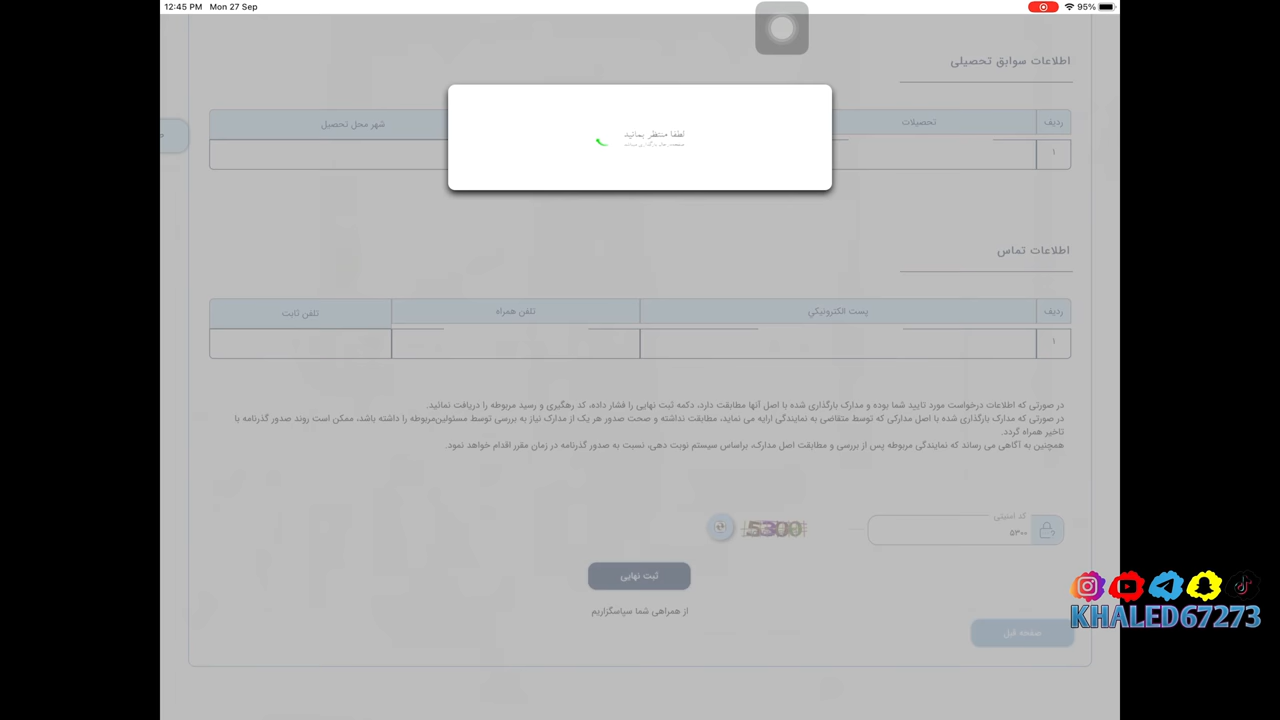 12:45 PM Mon 27 Sep
95%
اطلاعات سوابق تحصیلی
ردیف
تحصیلات
شهر محل تحصیل
۱
لطفا منتظر بمانید
اطلاعات تماس
ردیف
پست الکترونیکي
تلفن همراه
تلفن ثابت
۱
در صورتی که اطلاعات درخواست مورد تایید شما بوده و مدارک بارگذاری شده با اصل آنها مطابقت دارد، دکمه ثبت نهایی را فشار داده، کد رهگیری و رسید مربوطه را دریافت نمائید.
در صورتی که مدارک بارگذاری شده با اصل مدارکی که توسط متقاضی به نمایندگی ارایه می نماید، مطابقت نداشته و صحت صدور هر یک از مدارک نیاز به بررسی توسط مسئولین‌مربوطه را داشته باشد، ممکن است روند صدور گذرنامه با
تاخیر همراه گردد.
همچنین به آگاهی می رساند که نمایندگی مربوطه پس از بررسی و مطابقت اصل مدارک، براساس سیستم نوبت دهی، نسبت به صدور گذرنامه در زمان مقرر اقدام خواهد نمود.
کد امنیتی
۵۳۰۰
5300
ثبت نهایی
از همراهی شما سپاسگزاریم
صفحه قبل
KHALED67273